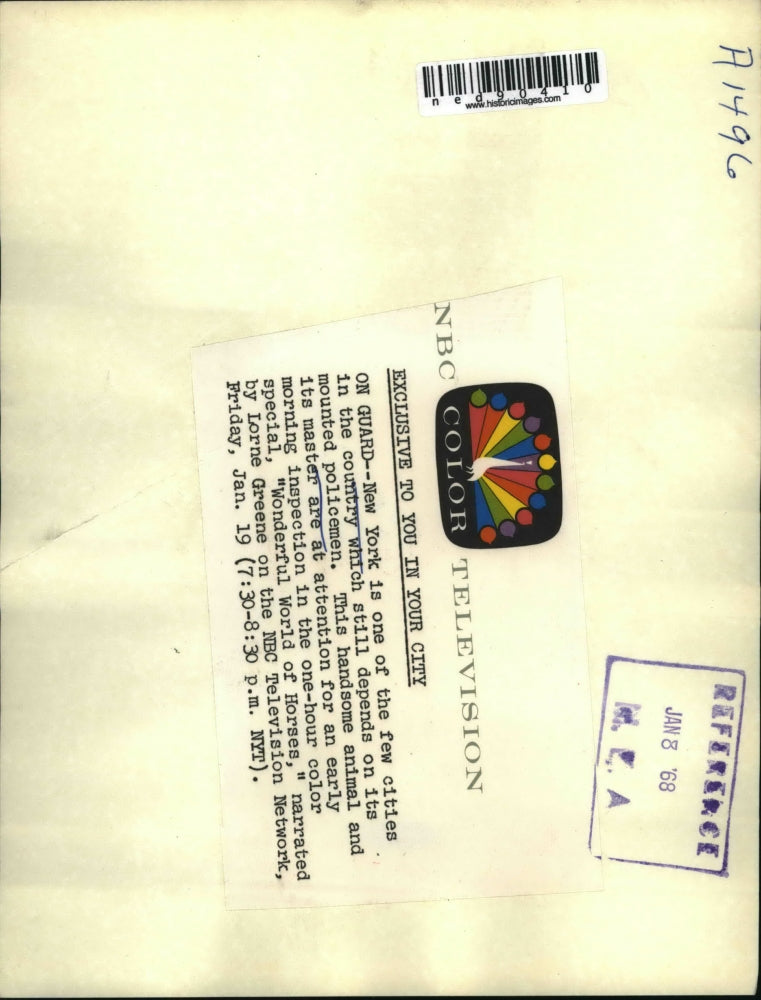 A1496
ned90410
www.historicimages.com
REFERENCE
JAN 8 '68
N. E. A
NBC COLOR TELEVISION
EXCLUSIVE TO YOU IN YOUR CITY
ON GUARD--New York is one of the few cities
in the country which still depends on its
mounted policemen. This handsome animal and
its master are at attention for an early
morning inspection in the one-hour color
special, "Wonderful World of Horses," narrated
by Lorne Greene on the NBC Television Network,
Friday, Jan. 19 (7:30-8:30 p.m. NYT).